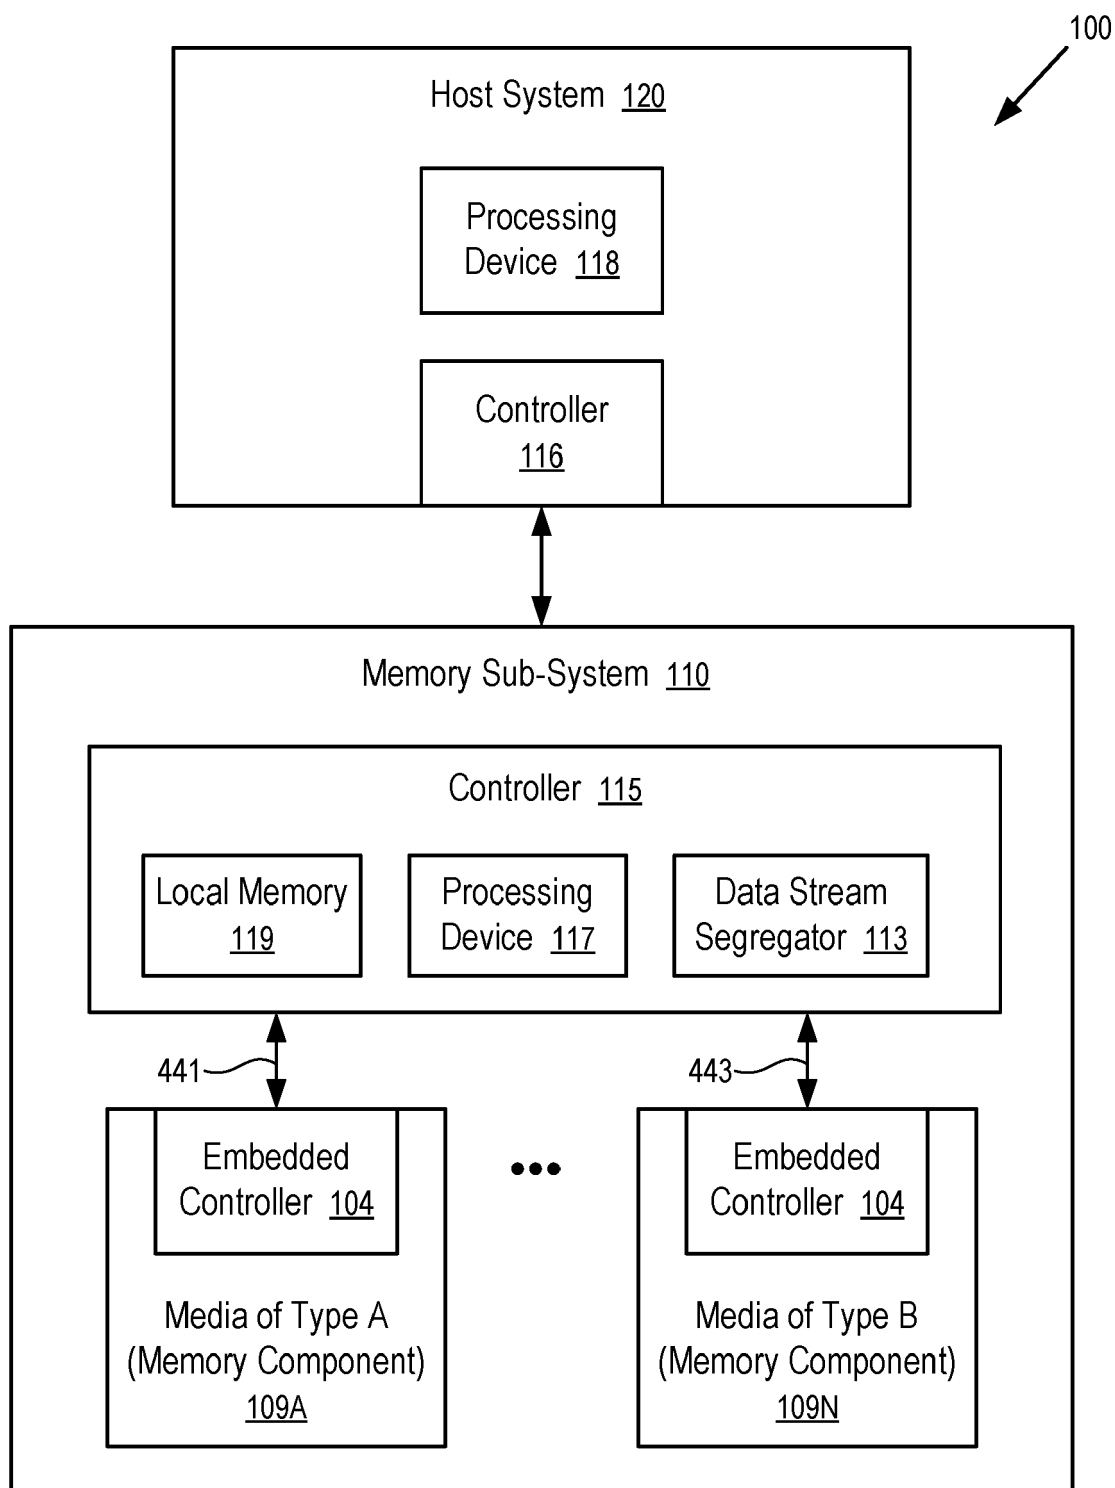 100
Host System 120
Processing
Device 118
Controller
116
Memory Sub-System 110
Controller 115
Local Memory
119
Processing
Device 117
Data Stream
Segregator 113
441
443
Embedded
Controller 104
Embedded
Controller 104
Media of Type A
(Memory Component)
109A
Media of Type B
(Memory Component)
109N